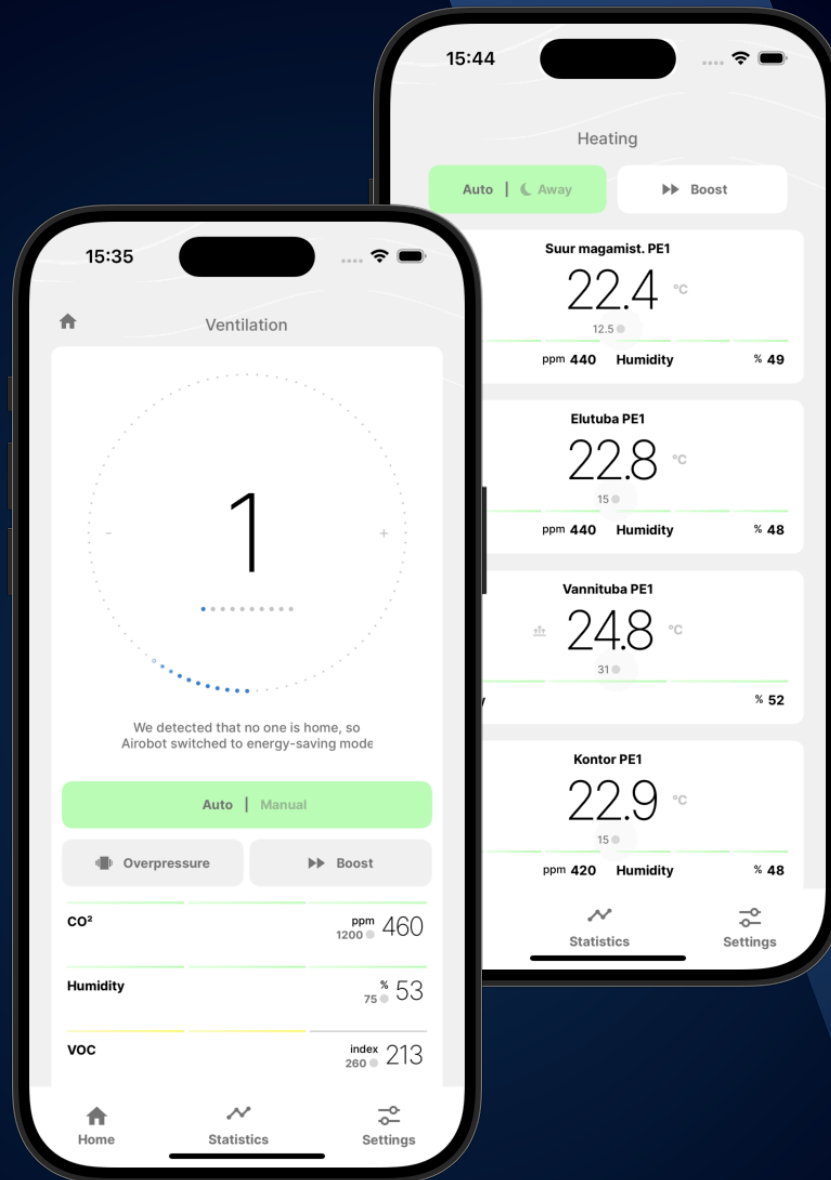 15:44
Heating
Auto | Away
Boost
Suur magamist. PE1
22.4 °C
12.5
ppm 440 Humidity % 49
Elutuba PE1
22.8 °C
15
ppm 440 Humidity % 48
Vannituba PE1
24.8 °C
31
% 52
Kontor PE1
22.9 °C
15
ppm 420 Humidity % 48
Statistics
Settings
15:35
Ventilation
- 1 +
We detected that no one is home, so
Airobot switched to energy-saving mode
Auto | Manual
Overpressure
Boost
CO² ppm 460
1200
Humidity % 53
75
VOC index 213
260
Home
Statistics
Settings